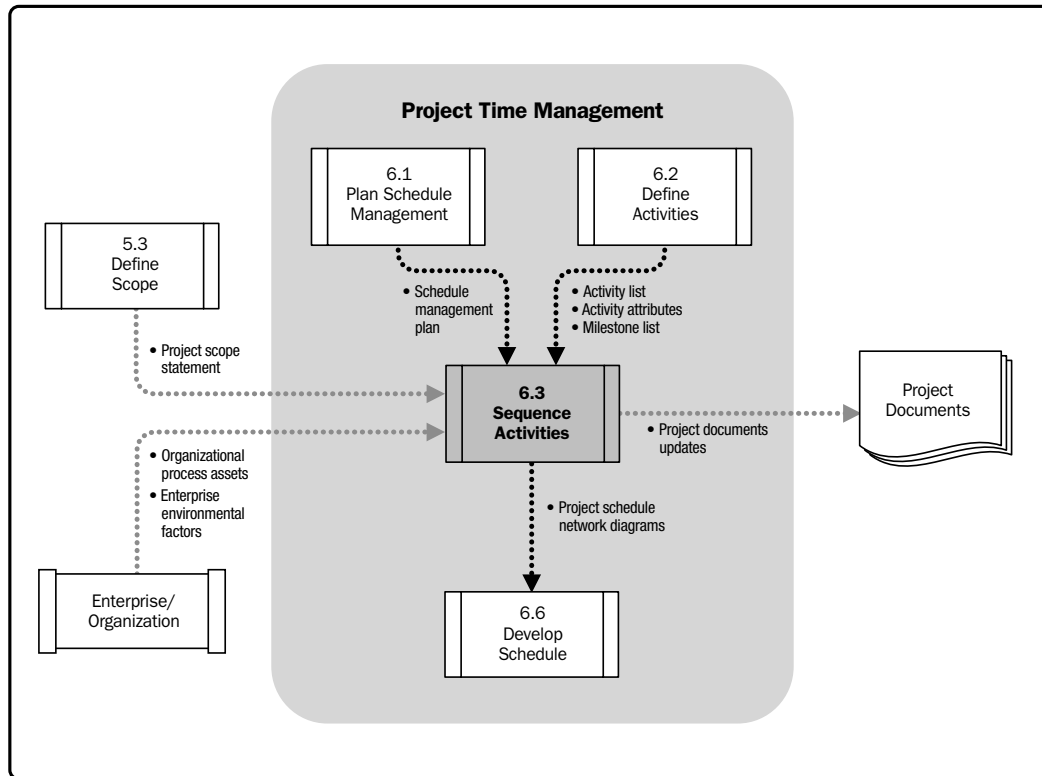 Project Time Management
6.1
Plan Schedule
Management
6.2
Define
Activities
5.3
Define
Scope
• Schedule
management
plan
• Activity list
• Activity attributes
• Milestone list
• Project scope
statement
6.3
Sequence
Activities
Project
Documents
• Project documents
updates
• Organizational
process assets
• Enterprise
environmental
factors
• Project schedule
network diagrams
Enterprise/
Organization
6.6
Develop
Schedule